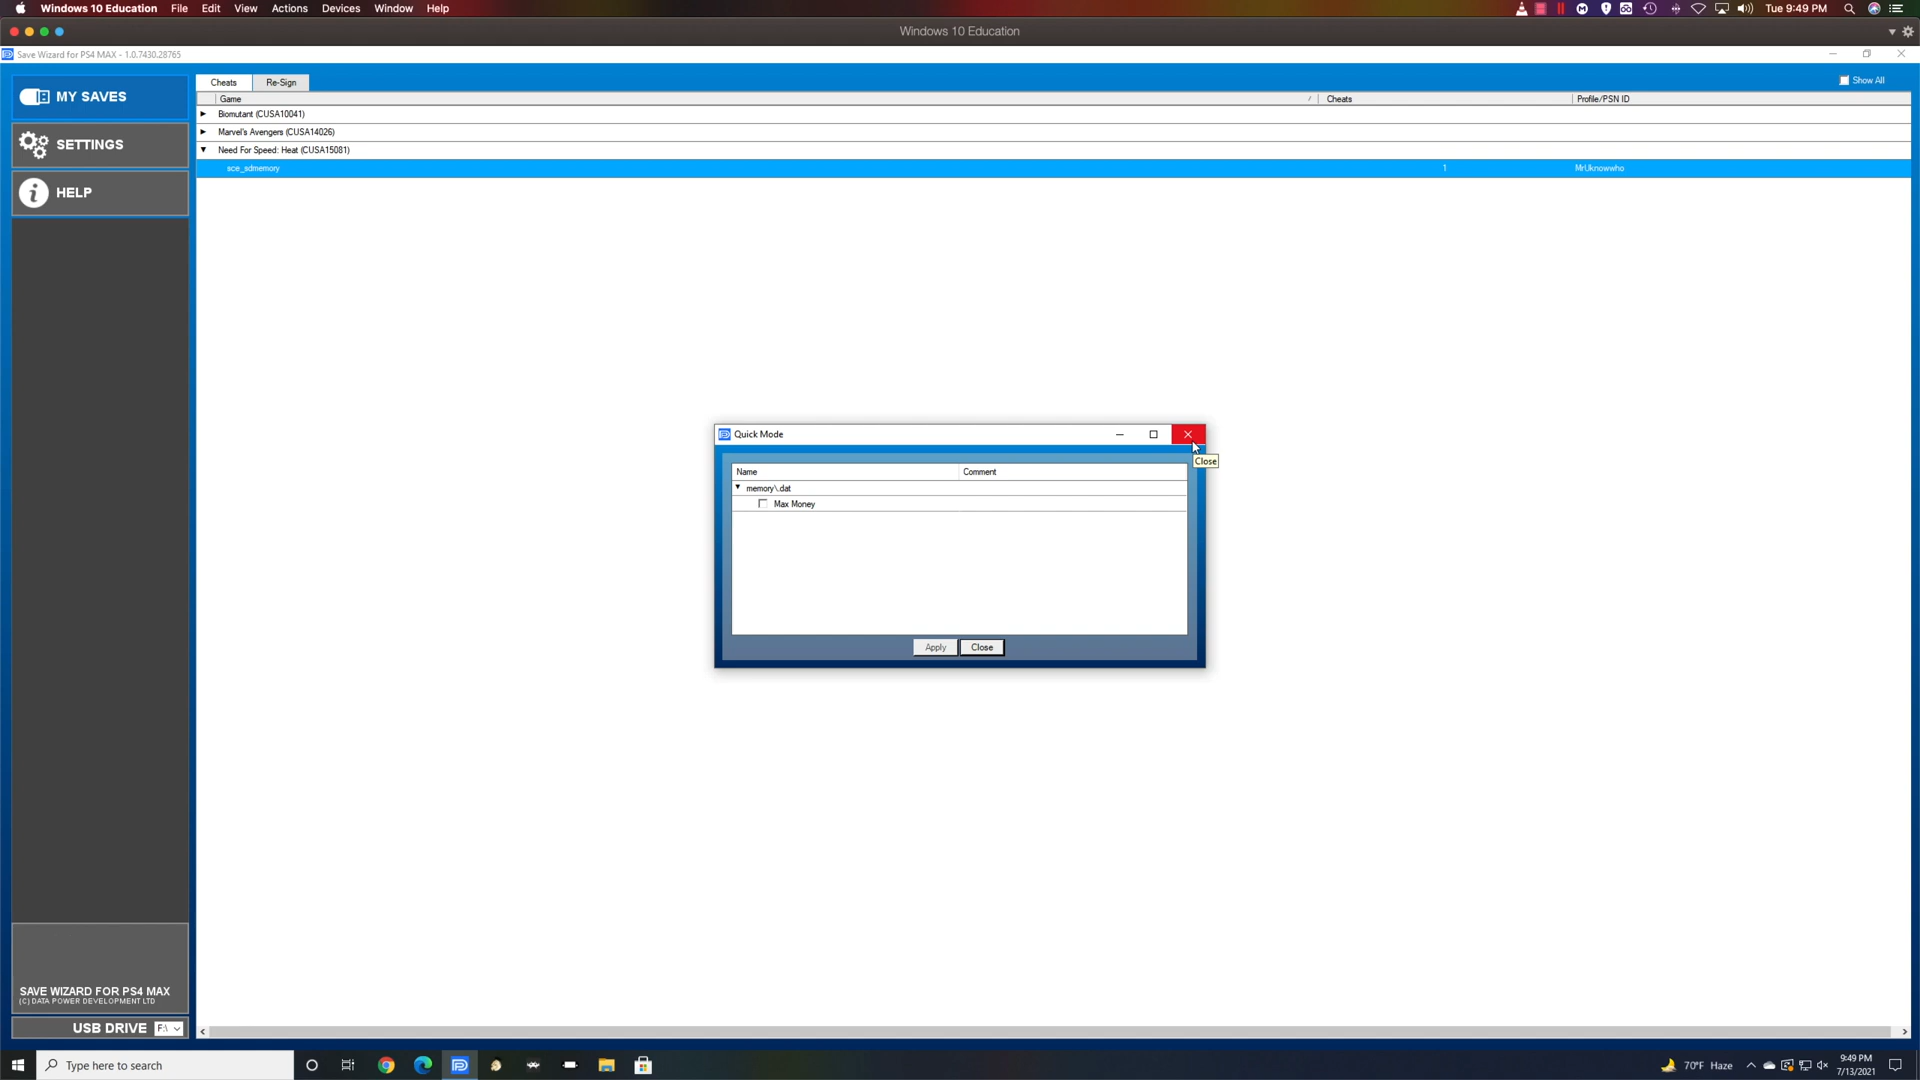 Windows 10 Education File Edit View Actions Devices Window Help Tue 9:49 PM
Windows 10 Education
Save Wizard for PS4 MAX - 1.0.7430.28765
MY SAVES
SETTINGS
HELP
Cheats Re-Sign Show All
Game / Cheats Profile/PSN ID
Biomutant (CUSA10041)
Marvel's Avengers (CUSA14026)
Need For Speed: Heat (CUSA15081)
sce_sdmemory 1 MrUknowwho
Quick Mode
Close
Name Comment
memory\.dat
Max Money
Apply Close
SAVE WIZARD FOR PS4 MAX
(C) DATA POWER DEVELOPMENT LTD
USB DRIVE F:\
Type here to search
70°F Haze
9:49 PM
7/13/2021